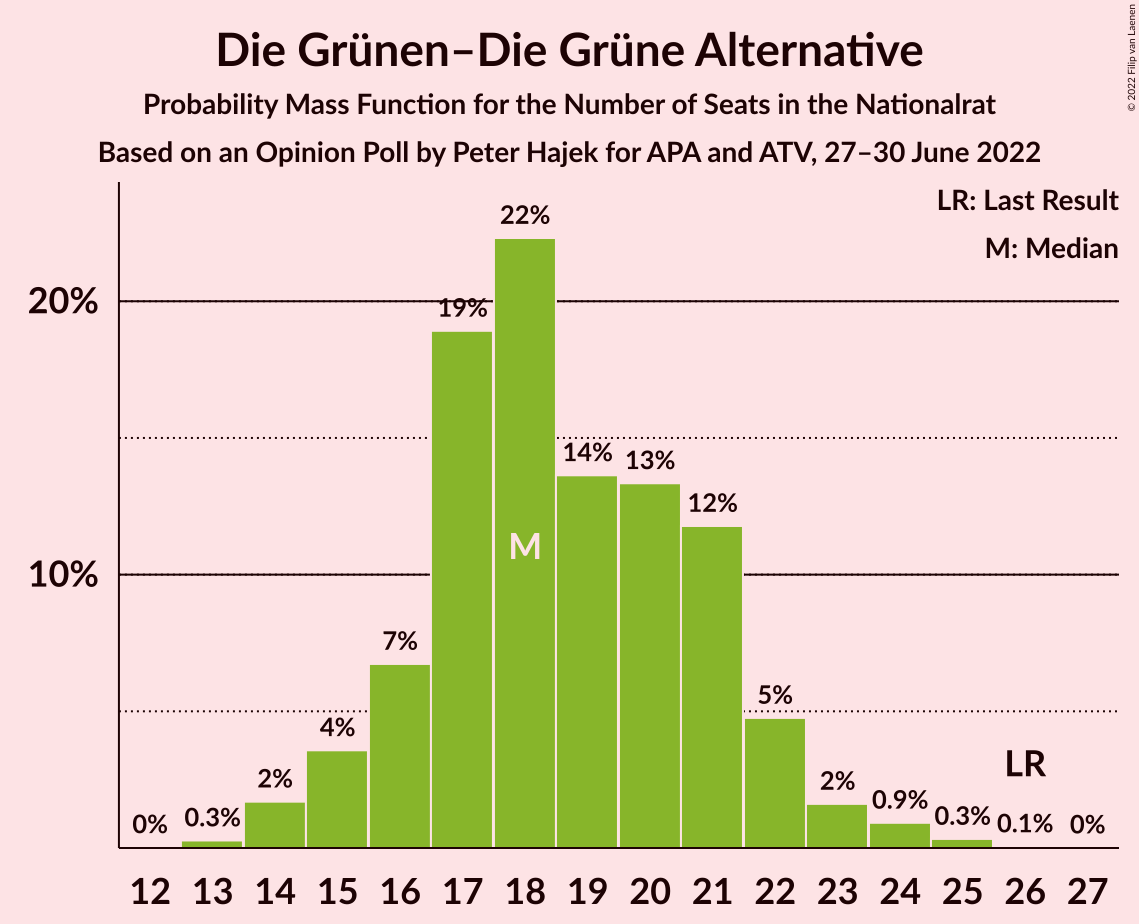 Die Grünen–Die Grüne Alternative
Probability Mass Function for the Number of Seats in the Nationalrat
Based on an Opinion Poll by Peter Hajek for APA and ATV, 27–30 June 2022
© 2022 Filip van Laenen
LR: Last Result
M: Median
22%
20%
19%
14%
13%
12%
M
10%
7%
5%
4%
LR
2%
2%
0.9%
0%
0.3%
0.3%
0.1%
0%
12 13 14 15 16 17 18 19 20 21 22 23 24 25 26 27